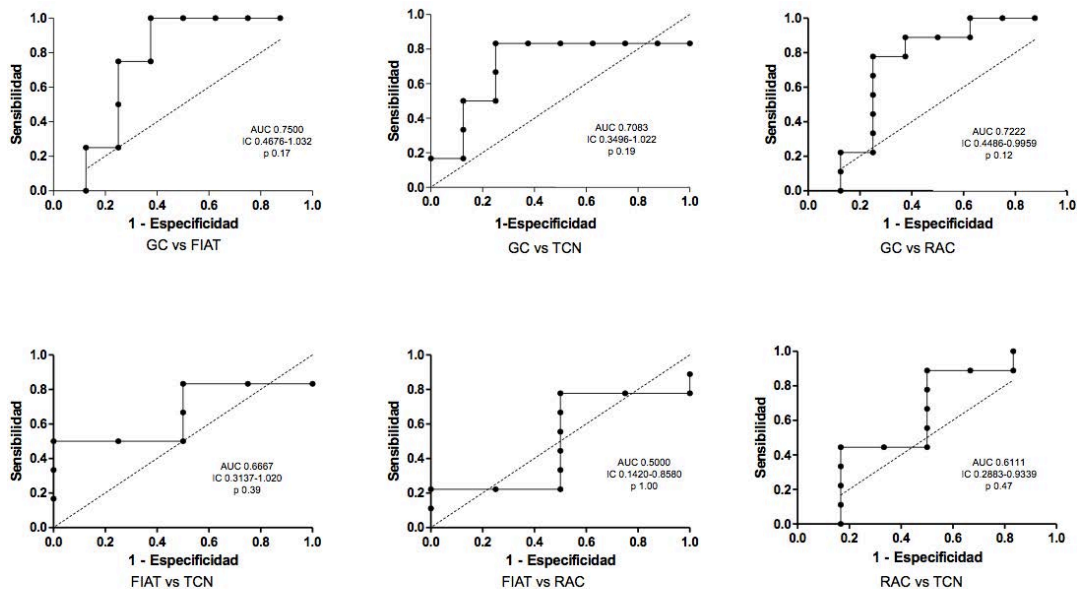 1.0
0.8
0.6
0.4
0.2
0.0
Sensibilidad
AUC 0.7500
IC 0.4676-1.032
p 0.17
0.0 0.2 0.4 0.6 0.8 1.0
1 - Especificidad
GC vs FIAT
1.0
0.8
0.6
0.4
0.2
0.0
Sensibilidad
AUC 0.7083
IC 0.3496-1.022
p 0.19
0.0 0.2 0.4 0.6 0.8 1.0
1-Especificidad
GC vs TCN
1.0
0.8
0.6
0.4
0.2
0.0
Sensibilidad
AUC 0.7222
IC 0.4486-0.9959
p 0.12
0.0 0.2 0.4 0.6 0.8 1.0
1 - Especificidad
GC vs RAC
1.0
0.8
0.6
0.4
0.2
0.0
Sensibilidad
AUC 0.6667
IC 0.3137-1.020
p 0.39
0.0 0.2 0.4 0.6 0.8 1.0
1 - Especificidad
FIAT vs TCN
1.0
0.8
0.6
0.4
0.2
0.0
Sensibilidad
AUC 0.5000
IC 0.1420-0.8580
p 1.00
0.0 0.2 0.4 0.6 0.8 1.0
1 - Especificidad
FIAT vs RAC
1.0
0.8
0.6
0.4
0.2
0.0
Sensibilidad
AUC 0.6111
IC 0.2883-0.9339
p 0.47
0.0 0.2 0.4 0.6 0.8 1.0
1 - Especificidad
RAC vs TCN